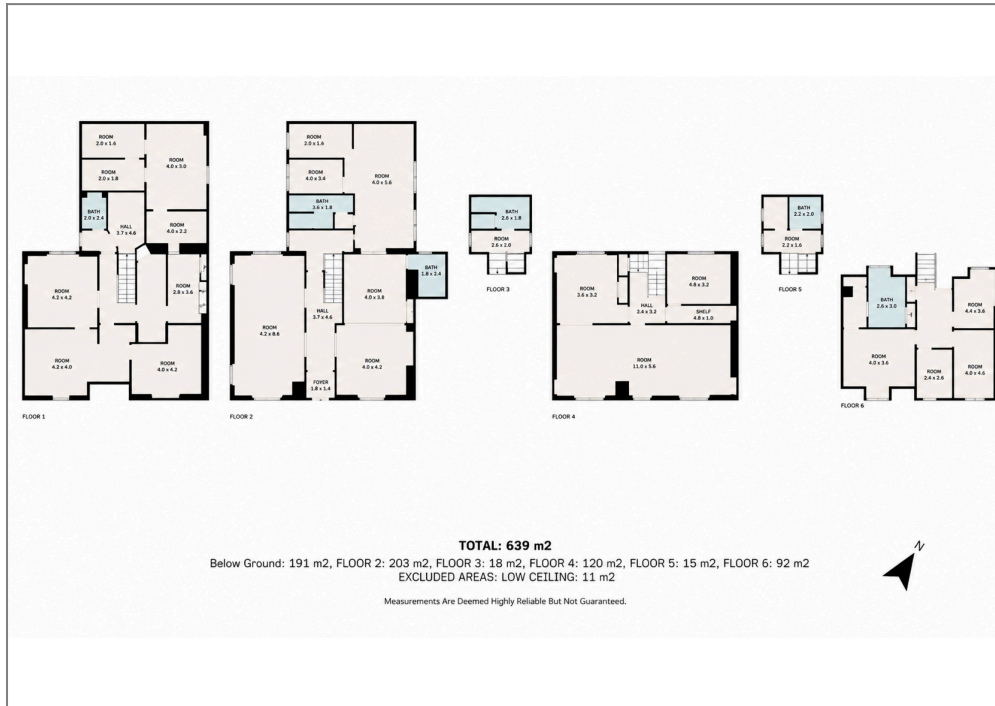 ROOM
2.0 x 1.6
ROOM
2.0 x 1.8
ROOM
4.0 x 3.0
BATH
2.0 x 2.4
HALL
3.7 x 4.6
ROOM
4.0 x 2.2
ROOM
4.2 x 4.2
ROOM
2.8 x 3.6
ROOM
4.2 x 4.0
ROOM
4.0 x 4.2
FLOOR 1
ROOM
2.0 x 1.6
ROOM
4.0 x 3.4
ROOM
4.0 x 5.6
BATH
3.6 x 1.8
BATH
1.8 x 2.4
ROOM
4.0 x 3.8
HALL
3.7 x 4.6
ROOM
4.2 x 8.6
ROOM
4.0 x 4.2
FOYER
1.8 x 1.4
FLOOR 2
BATH
2.6 x 1.8
ROOM
2.6 x 2.0
FLOOR 3
ROOM
3.6 x 3.2
ROOM
4.8 x 3.2
HALL
2.4 x 3.2
SHELF
4.8 x 1.0
ROOM
11.0 x 5.6
FLOOR 4
BATH
2.2 x 2.0
ROOM
2.2 x 1.6
FLOOR 5
BATH
2.6 x 3.0
ROOM
4.4 x 3.6
ROOM
4.0 x 3.6
ROOM
2.4 x 2.6
ROOM
4.0 x 4.6
FLOOR 6
TOTAL: 639 m2
Below Ground: 191 m2, FLOOR 2: 203 m2, FLOOR 3: 18 m2, FLOOR 4: 120 m2, FLOOR 5: 15 m2, FLOOR 6: 92 m2
EXCLUDED AREAS: LOW CEILING: 11 m2
Measurements Are Deemed Highly Reliable But Not Guaranteed.
N